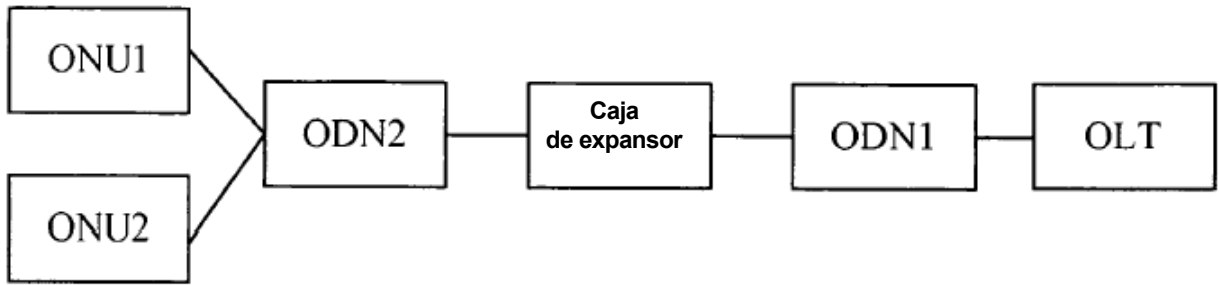 ONU1
ODN2
Caja
de expansor
ODN1
OLT
ONU2